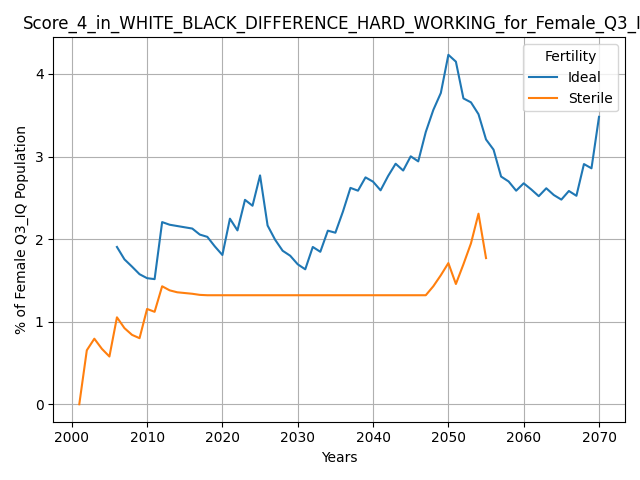 Score_4_in_WHITE_BLACK_DIFFERENCE_HARD_WORKING_for_Female_Q3_I
Fertility
Ideal
Sterile
% of Female Q3_IQ Population
4
3
2
1
0
2000 2010 2020 2030 2040 2050 2060 2070
Years